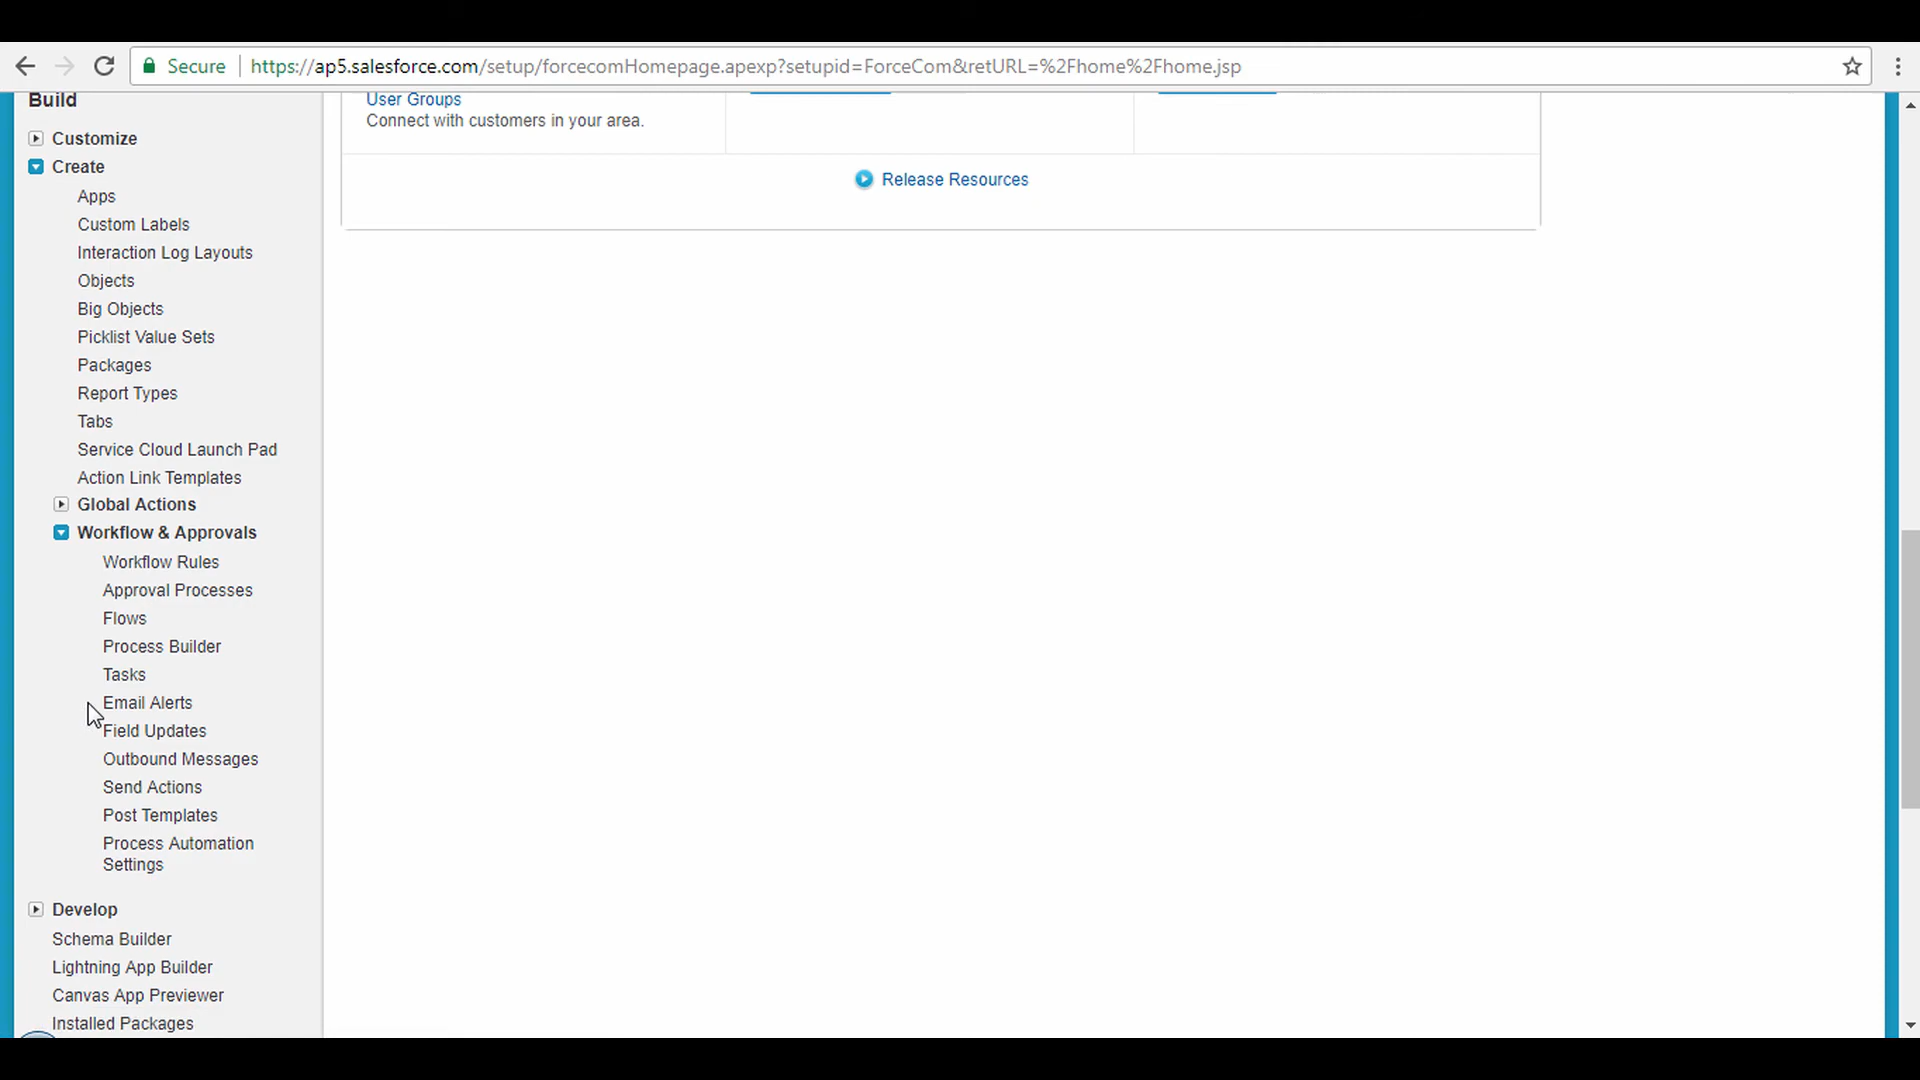 Secure https://ap5.salesforce.com/setup/forcecomHomepage.apexp?setupid=ForceCom&retURL=%2Fhome%2Fhome.jsp
Build
Customize
Create
Apps
Custom Labels
Interaction Log Layouts
Objects
Big Objects
Picklist Value Sets
Packages
Report Types
Tabs
Service Cloud Launch Pad
Action Link Templates
Global Actions
Workflow & Approvals
Workflow Rules
Approval Processes
Flows
Process Builder
Tasks
Email Alerts
Field Updates
Outbound Messages
Send Actions
Post Templates
Process Automation
Settings
Develop
Schema Builder
Lightning App Builder
Canvas App Previewer
Installed Packages
User Groups
Connect with customers in your area.
Release Resources